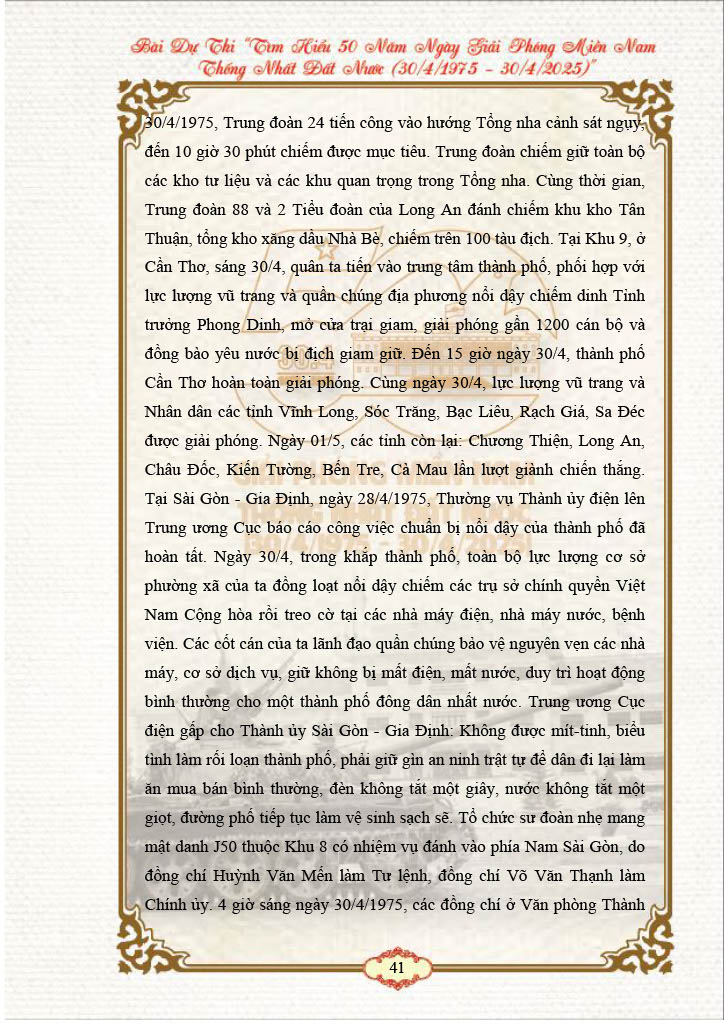 Bài Dự Thi “Tìm Hiểu 50 Năm Ngày Giải Phóng Miền Nam
Thống Nhất Đất Nước (30/4/1975 – 30/4/2025)”
30/4/1975, Trung đoàn 24 tiến công vào hướng Tổng nha cảnh sát ngụy,
đến 10 giờ 30 phút chiếm được mục tiêu. Trung đoàn chiếm giữ toàn bộ
các kho tư liệu và các khu quan trọng trong Tổng nha. Cùng thời gian,
Trung đoàn 88 và 2 Tiểu đoàn của Long An đánh chiếm khu kho Tân
Thuận, tổng kho xăng dầu Nhà Bè, chiếm trên 100 tàu địch. Tại Khu 9, ở
Cần Thơ, sáng 30/4, quân ta tiến vào trung tâm thành phố, phối hợp với
lực lượng vũ trang và quần chúng địa phương nổi dậy chiếm dinh Tỉnh
trưởng Phong Dinh, mở cửa trại giam, giải phóng gần 1200 cán bộ và
đồng bào yêu nước bị địch giam giữ. Đến 15 giờ ngày 30/4, thành phố
Cần Thơ hoàn toàn giải phóng. Cùng ngày 30/4, lực lượng vũ trang và
Nhân dân các tỉnh Vĩnh Long, Sóc Trăng, Bạc Liêu, Rạch Giá, Sa Đéc
được giải phóng. Ngày 01/5, các tỉnh còn lại: Chương Thiện, Long An,
Châu Đốc, Kiến Tường, Bến Tre, Cà Mau lần lượt giành chiến thắng.
Tại Sài Gòn - Gia Định, ngày 28/4/1975, Thường vụ Thành ủy điện lên
Trung ương Cục báo cáo công việc chuẩn bị nổi dậy của thành phố đã
hoàn tất. Ngày 30/4, trong khắp thành phố, toàn bộ lực lượng cơ sở
phường xã của ta đồng loạt nổi dậy chiếm các trụ sở chính quyền Việt
Nam Cộng hòa rồi treo cờ tại các nhà máy điện, nhà máy nước, bệnh
viện. Các cốt cán của ta lãnh đạo quần chúng bảo vệ nguyên vẹn các nhà
máy, cơ sở dịch vụ, giữ không bị mất điện, mất nước, duy trì hoạt động
bình thường cho một thành phố đông dân nhất nước. Trung ương Cục
điện gấp cho Thành ủy Sài Gòn - Gia Định: Không được mít-tinh, biểu
tình làm rối loạn thành phố, phải giữ gìn an ninh trật tự để dân đi lại làm
ăn mua bán bình thường, đèn không tắt một giây, nước không tắt một
giọt, đường phố tiếp tục làm vệ sinh sạch sẽ. Tổ chức sư đoàn nhẹ mang
mật danh J50 thuộc Khu 8 có nhiệm vụ đánh vào phía Nam Sài Gòn, do
đồng chí Huỳnh Văn Mến làm Tư lệnh, đồng chí Võ Văn Thạnh làm
Chính ủy. 4 giờ sáng ngày 30/4/1975, các đồng chí ở Văn phòng Thành
30.4
GIẢI PHÓNG MIỀN NAM
THỐNG NHẤT ĐẤT NƯỚC
(30/4/1975 - 30/4/2025)
41